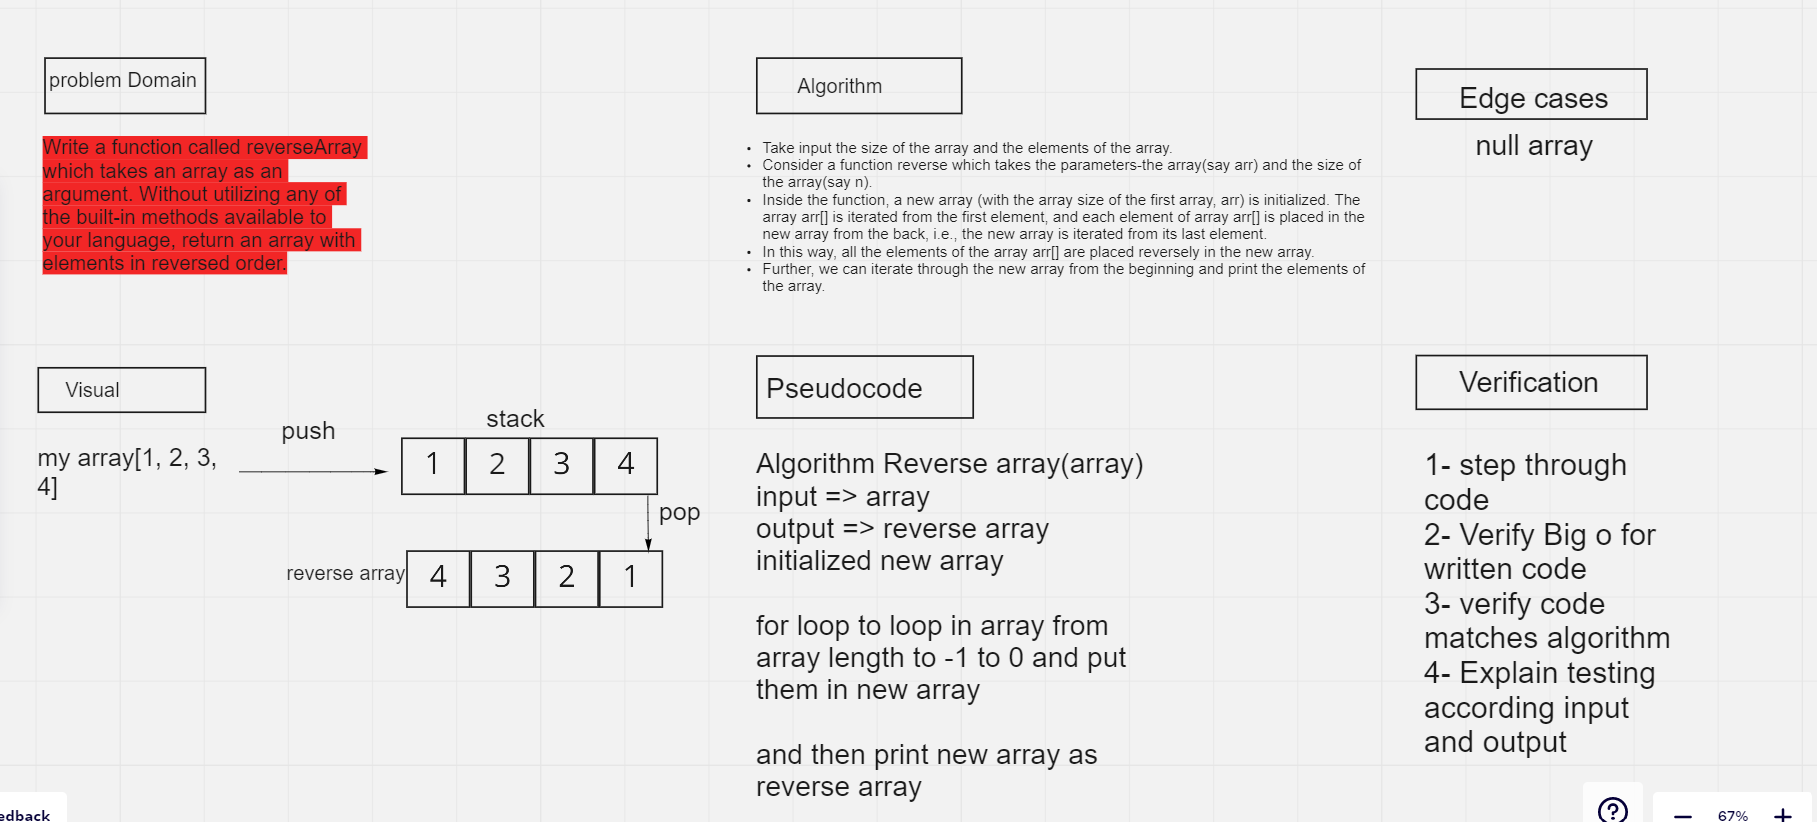 problem Domain
Write a function called reverseArray
which takes an array as an
argument. Without utilizing any of
the built-in methods available to
your language, return an array with
elements in reversed order.
Visual
my array[1, 2, 3,
4]
push
stack
1 2 3 4
pop
reverse array 4 3 2 1
Algorithm
• Take input the size of the array and the elements of the array.
• Consider a function reverse which takes the parameters-the array(say arr) and the size of
the array(say n).
• Inside the function, a new array (with the array size of the first array, arr) is initialized. The
array arr[] is iterated from the first element, and each element of array arr[] is placed in the
new array from the back, i.e., the new array is iterated from its last element.
• In this way, all the elements of the array arr[] are placed reversely in the new array.
• Further, we can iterate through the new array from the beginning and print the elements of
the array.
Pseudocode
Algorithm Reverse array(array)
input => array
output => reverse array
initialized new array
for loop to loop in array from
array length to -1 to 0 and put
them in new array
and then print new array as
reverse array
Edge cases
null array
Verification
1- step through
code
2- Verify Big o for
written code
3- verify code
matches algorithm
4- Explain testing
according input
and output
edback
? − 67% +